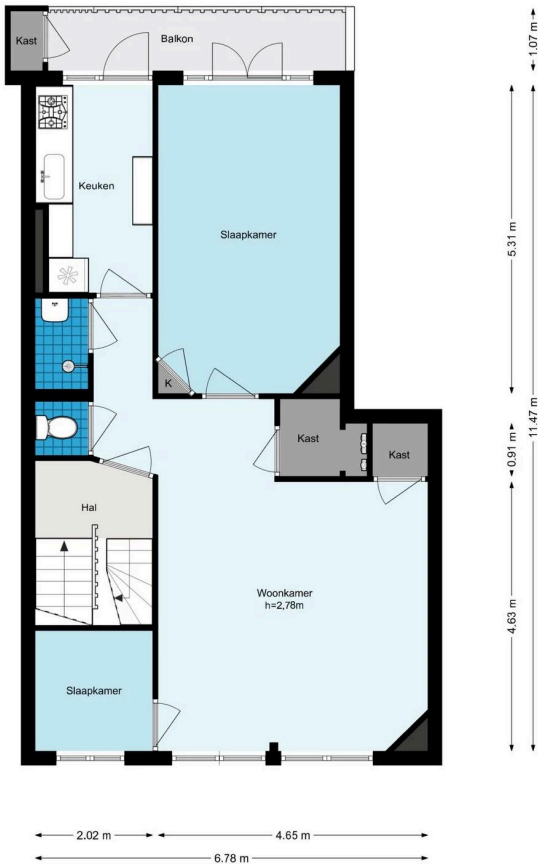 Kast
Balkon
1.07 m
Keuken
Slaapkamer
5.31 m
K
11.47 m
Kast
Kast
0.91 m
Hal
Woonkamer
h=2,78m
4.63 m
Slaapkamer
2.02 m
4.65 m
6.78 m